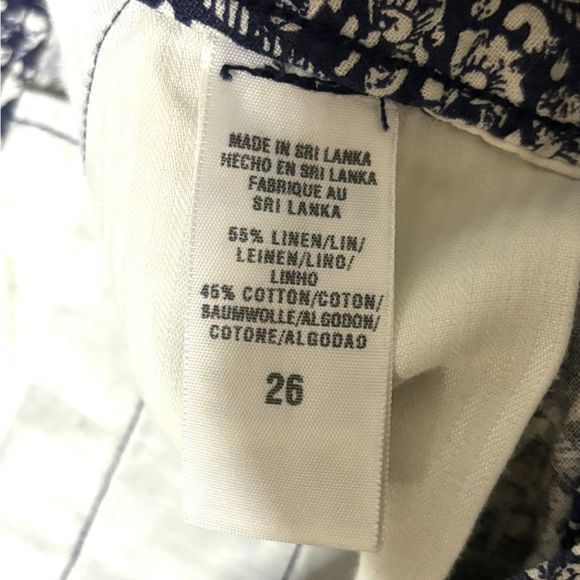 MADE IN SRI LANKA
HECHO EN SRI LANKA
FABRIQUE AU
SRI LANKA
55% LINEN/LIN/
LEINEN/LINO/
LINHO
45% COTTON/COTON/
BAUMWOLLE/ALGODON/
COTONE/ALGODAO
26